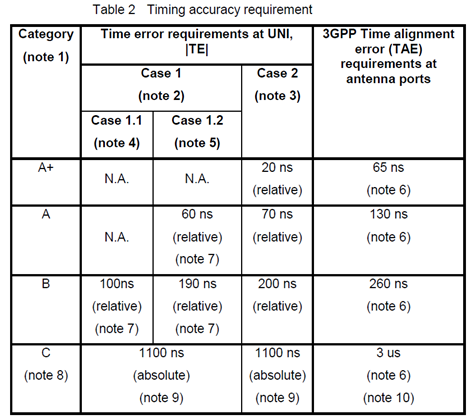 Table 2 Timing accuracy requirement
Category
(note 1)
Time error requirements at UNI,
|TE|
3GPP Time alignment
error (TAE)
requirements at
antenna ports
Case 1
(note 2)
Case 2
(note 3)
Case 1.1
(note 4)
Case 1.2
(note 5)
A+
N.A.
N.A.
20 ns
(relative)
65 ns
(note 6)
A
N.A.
60 ns
(relative)
(note 7)
70 ns
(relative)
130 ns
(note 6)
B
100ns
(relative)
(note 7)
190 ns
(relative)
(note 7)
200 ns
(relative)
260 ns
(note 6)
C
(note 8)
1100 ns
(absolute)
(note 9)
1100 ns
(absolute)
(note 9)
3 us
(note 6)
(note 10)